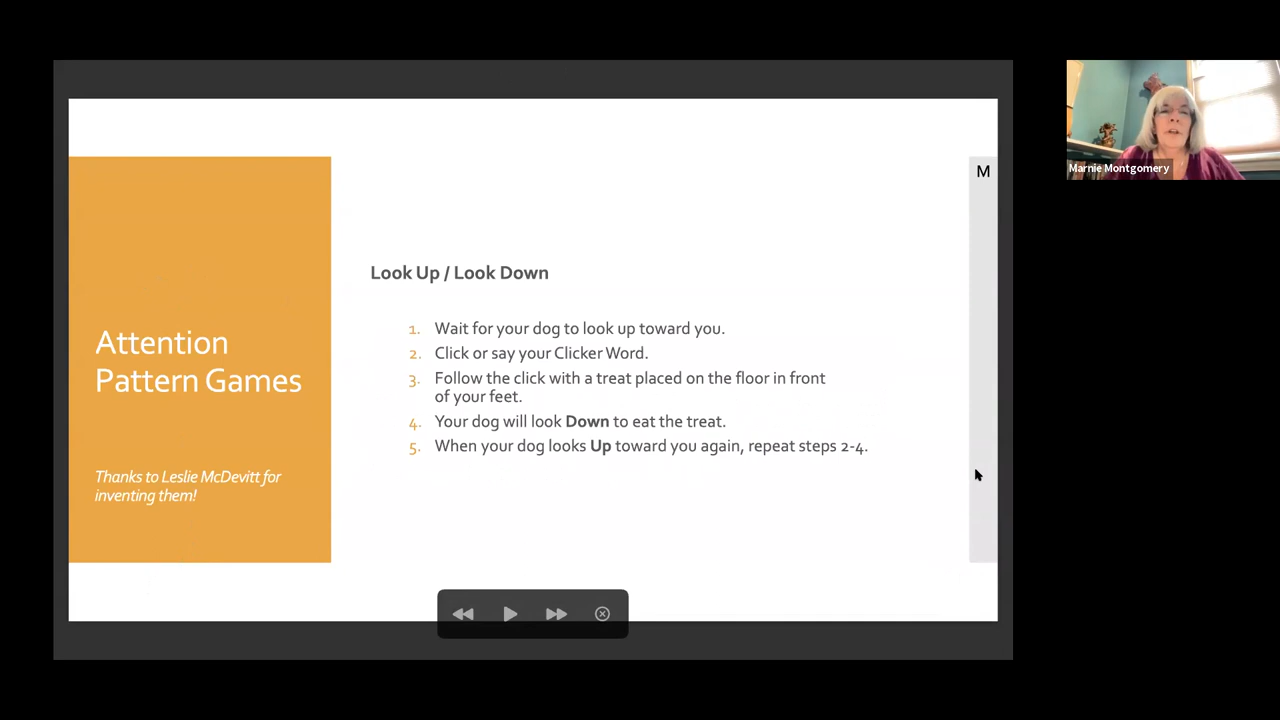 Attention
Pattern Games
Thanks to Leslie McDevitt for
inventing them!
Look Up / Look Down
1. Wait for your dog to look up toward you.
2. Click or say your Clicker Word.
3. Follow the click with a treat placed on the floor in front
of your feet.
4. Your dog will look Down to eat the treat.
5. When your dog looks Up toward you again, repeat steps 2-4.
M
Marnie Montgomery